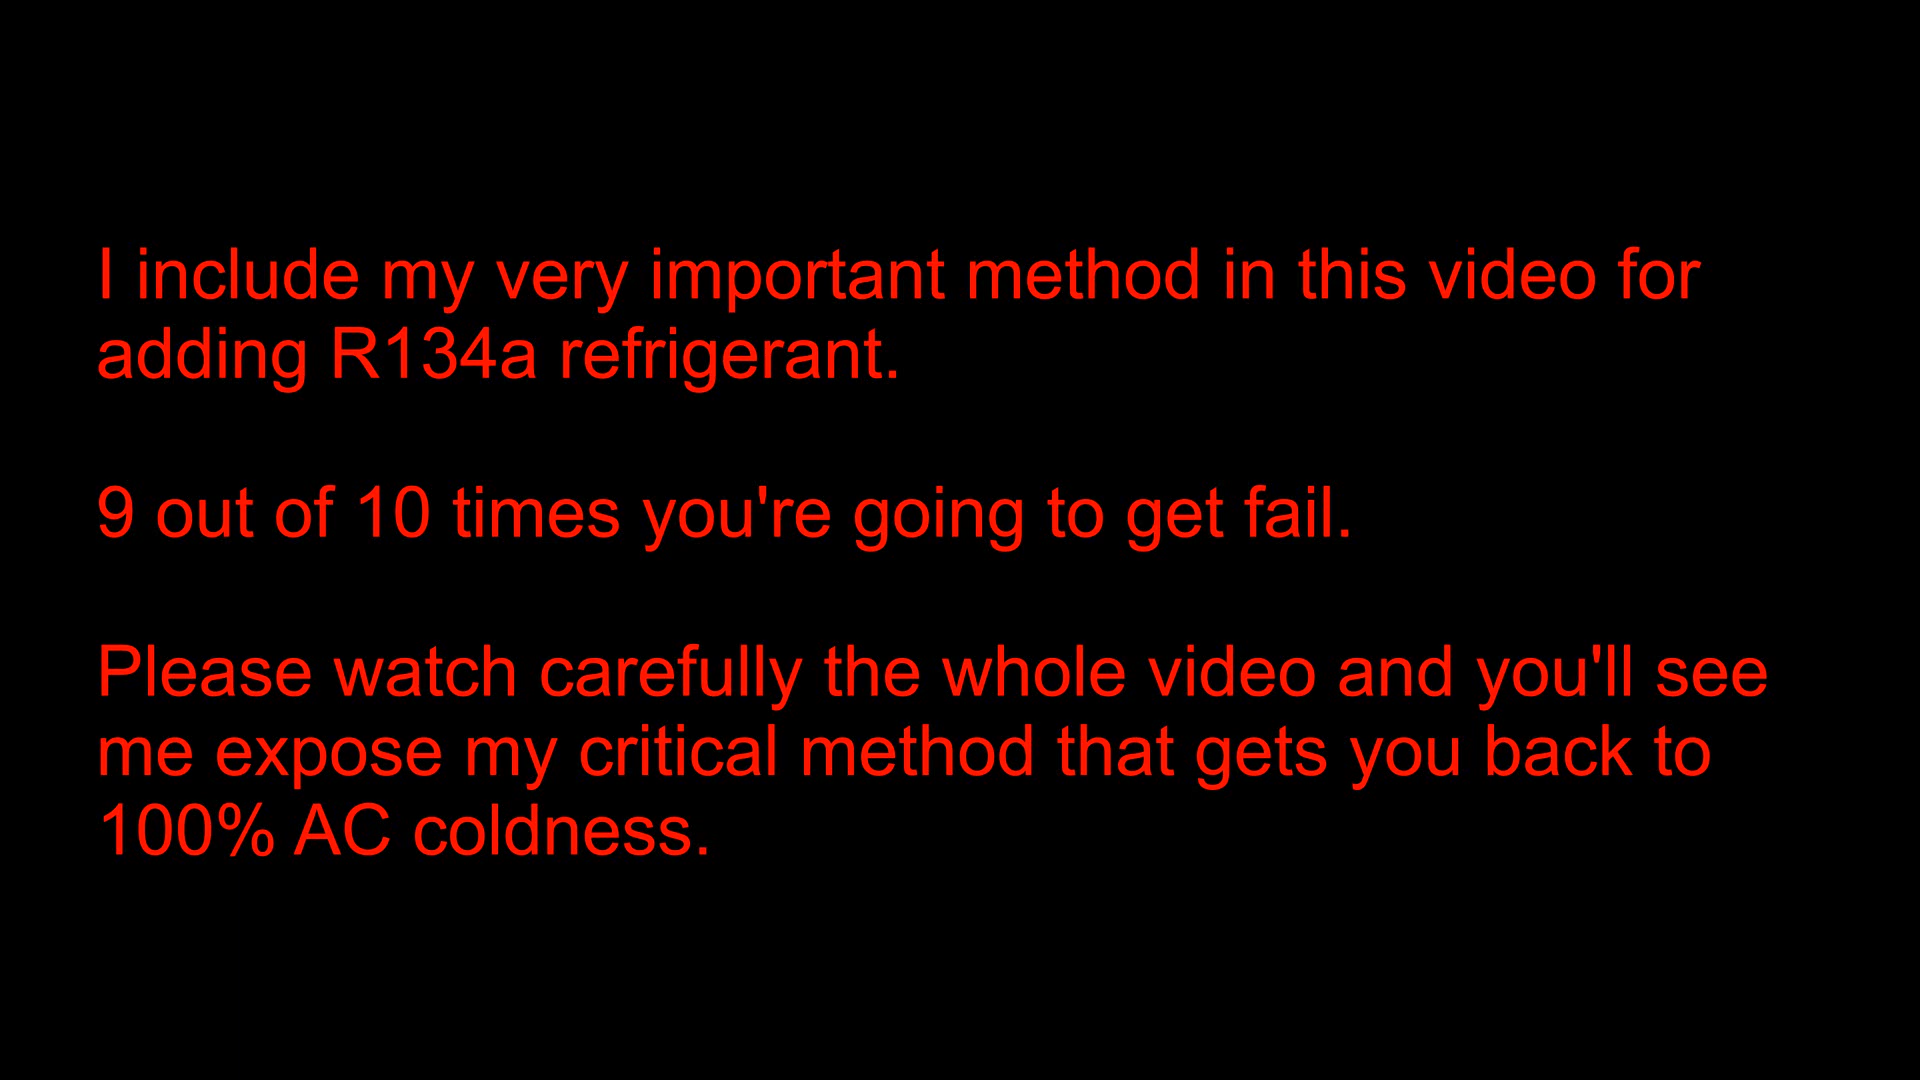 I include my very important method in this video for
adding R134a refrigerant.
9 out of 10 times you're going to get fail.
Please watch carefully the whole video and you'll see
me expose my critical method that gets you back to
100% AC coldness.